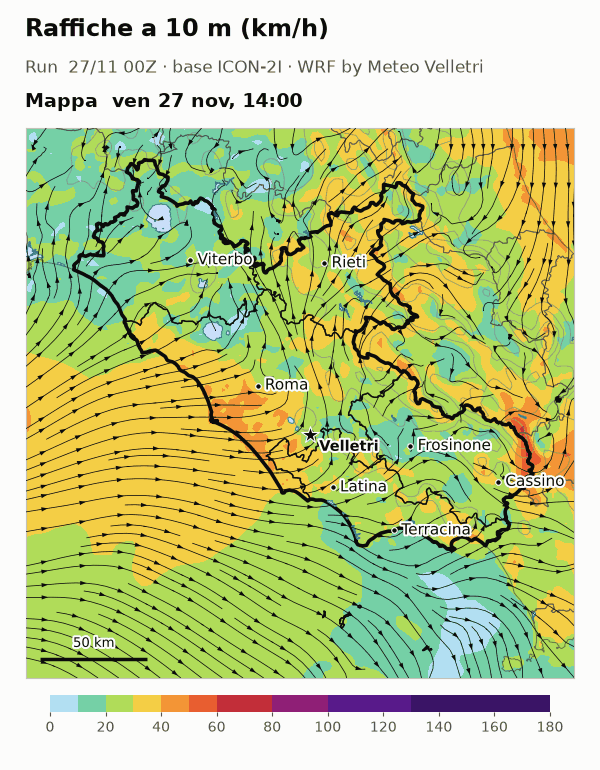 Raffiche a 10 m (km/h)
Run 27/11 00Z · base ICON-2I · WRF by Meteo Velletri
Mappa ven 27 nov, 14:00
Viterbo
Rieti
Roma
Velletri
Frosinone
Cassino
Latina
Terracina
50 km
0 20 40 60 80 100 120 140 160 180